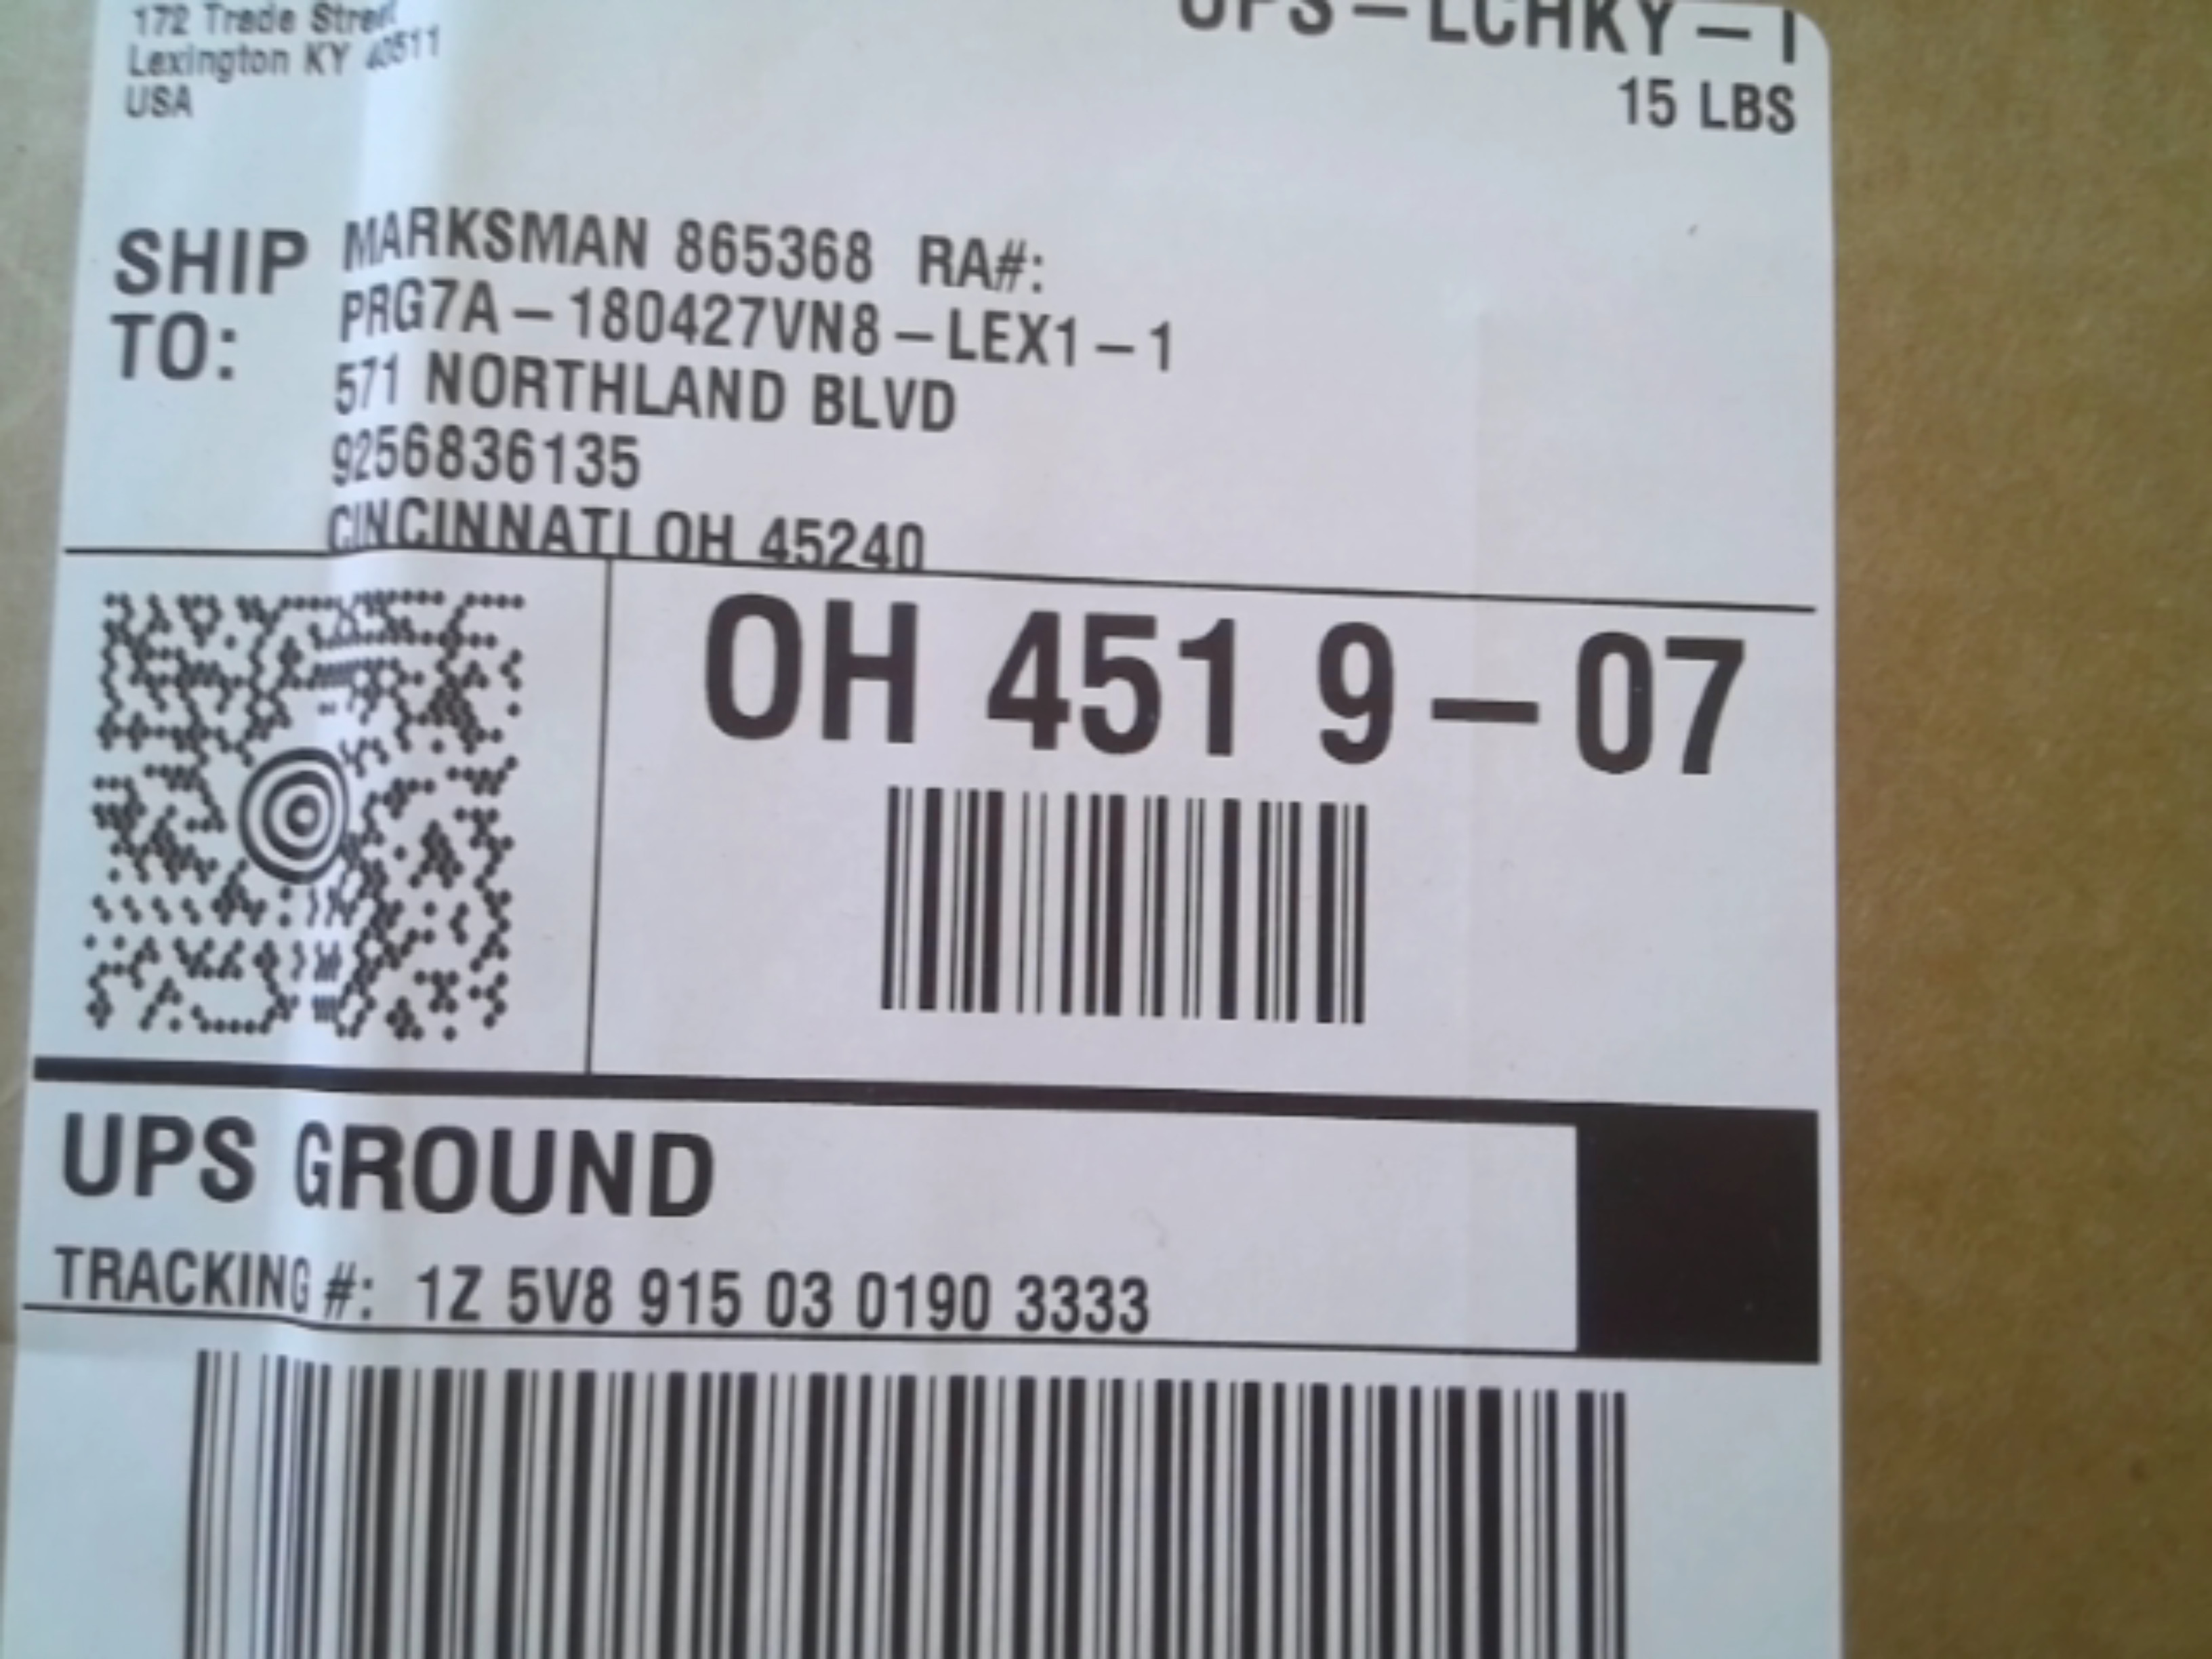 172 Trade Street
Lexington KY 40511
USA
UPS-LCHKY-I
15 LBS
SHIP TO:
MARKSMAN 865368 RA#:
PRG7A-180427VN8-LEX1-1
571 NORTHLAND BLVD
9256836135
CINCINNATI OH 45240
OH 451 9-07
UPS GROUND
TRACKING #: 1Z 5V8 915 03 0190 3333